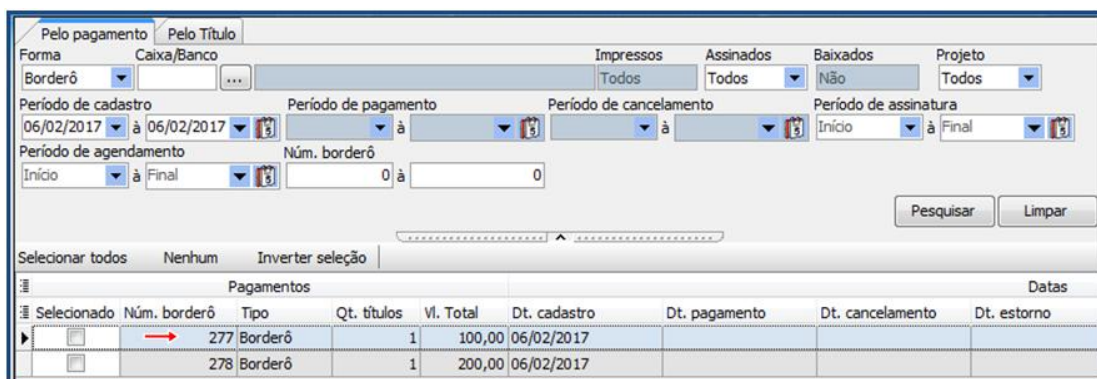 Pelo pagamento Pelo Título
Forma Caixa/Banco Impressos Assinados Baixados Projeto
Borderô ... Todos Todos Não Todos
Período de cadastro Período de pagamento Período de cancelamento Período de assinatura
06/02/2017 à 06/02/2017 à à Início à Final
Período de agendamento Núm. borderô
Início à Final 0 à 0
Pesquisar Limpar
Selecionar todos Nenhum Inverter seleção
Pagamentos Datas
Selecionado Núm. borderô Tipo Qt. títulos Vl. Total Dt. cadastro Dt. pagamento Dt. cancelamento Dt. estorno
277 Borderô 1 100,00 06/02/2017
278 Borderô 1 200,00 06/02/2017